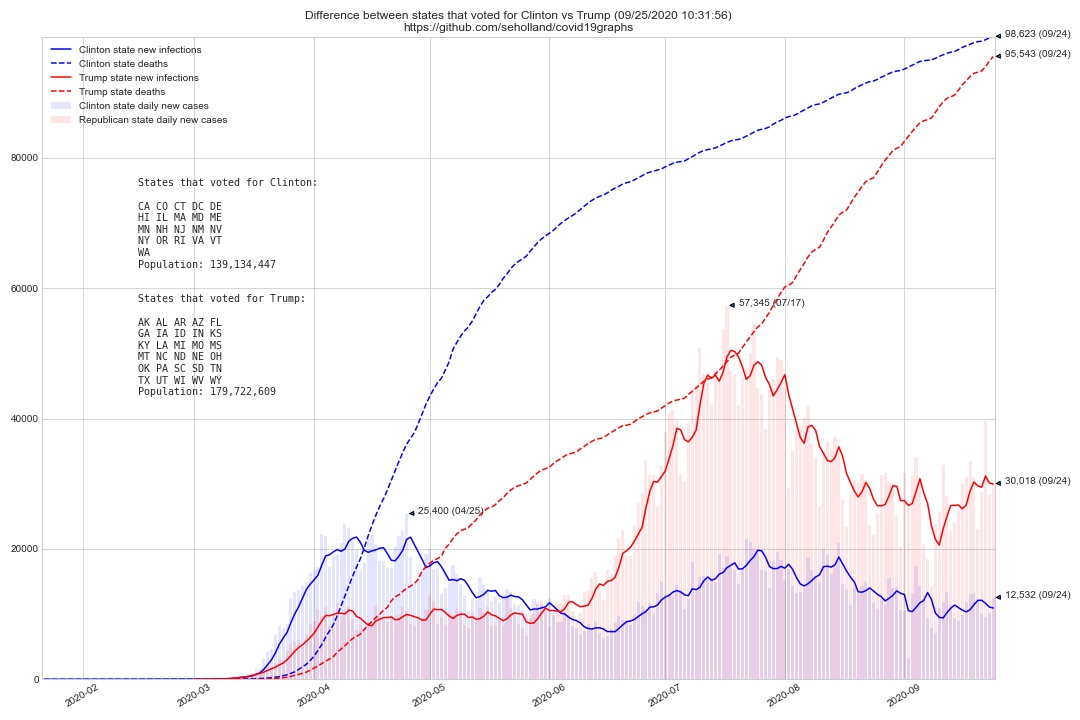 Difference between states that voted for Clinton vs Trump (09/25/2020 10:31:56)
https://github.com/seholland/covid19graphs
Clinton state new infections
Clinton state deaths
Trump state new infections
Trump state deaths
Clinton state daily new cases
Republican state daily new cases
98,623 (09/24)
95,543 (09/24)
80000
States that voted for Clinton:
CA CO CT DC DE
HI IL MA MD ME
MN NH NJ NM NV
NY OR RI VA VT
WA
Population: 139,134,447
60000
States that voted for Trump:
57,345 (07/17)
AK AL AR AZ FL
GA IA ID IN KS
KY LA MI MO MS
MT NC ND NE OH
OK PA SC SD TN
TX UT WI WV WY
Population: 179,722,609
40000
30,018 (09/24)
25,400 (04/25)
20000
12,532 (09/24)
0
2020-02
2020-03
2020-04
2020-05
2020-06
2020-07
2020-08
2020-09